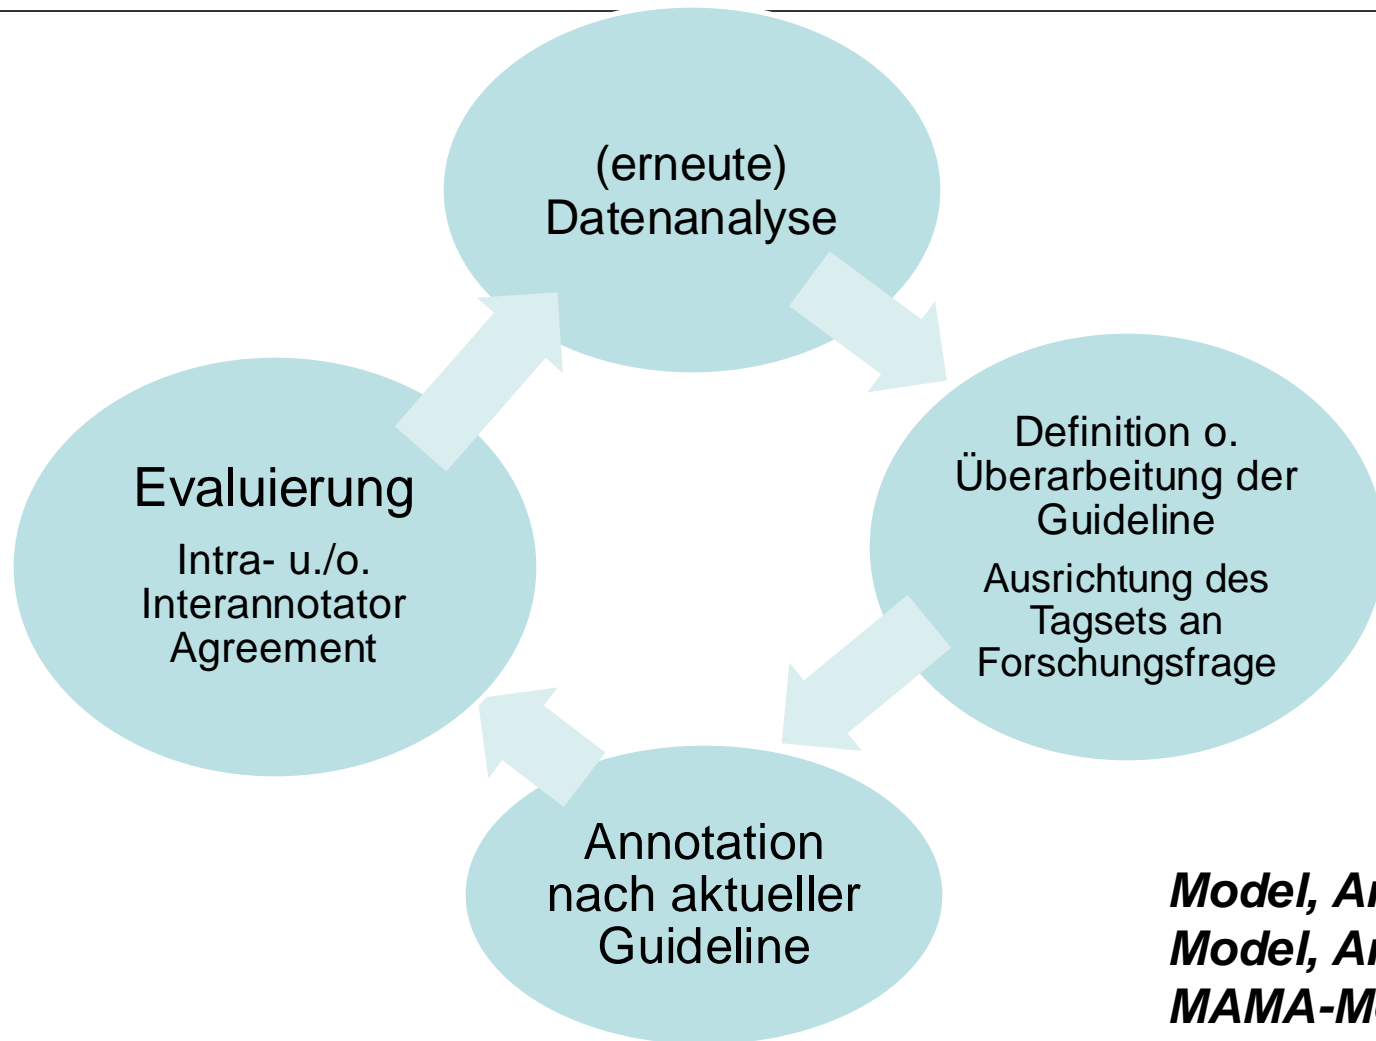 (erneute)
Datenanalyse
Definition o.
Überarbeitung der
Guideline
Ausrichtung des
Tagsets an
Forschungsfrage
Annotation
nach aktueller
Guideline
Evaluierung
Intra- u./o.
Interannotator
Agreement
Model,
Model,